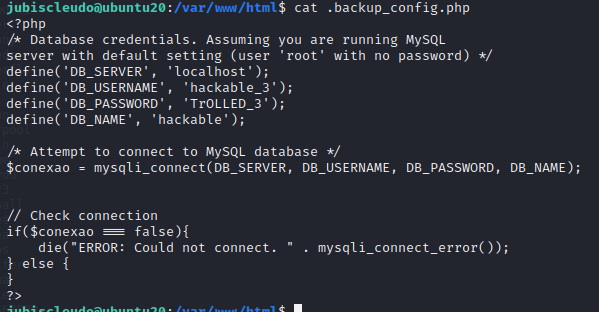 jubiscleudo@ubuntu20:/var/www/html$ cat .backup_config.php
<?php
/* Database credentials. Assuming you are running MySQL
server with default setting (user 'root' with no password) */
define('DB_SERVER', 'localhost');
define('DB_USERNAME', 'hackable_3');
define('DB_PASSWORD', 'TrOLLED_3');
define('DB_NAME', 'hackable');

/* Attempt to connect to MySQL database */
$conexao = mysqli_connect(DB_SERVER, DB_USERNAME, DB_PASSWORD, DB_NAME);


// Check connection
if($conexao === false){
    die("ERROR: Could not connect. " . mysqli_connect_error());
} else {
}
?>
jubiscleudo@ubuntu20:/var/www/html$